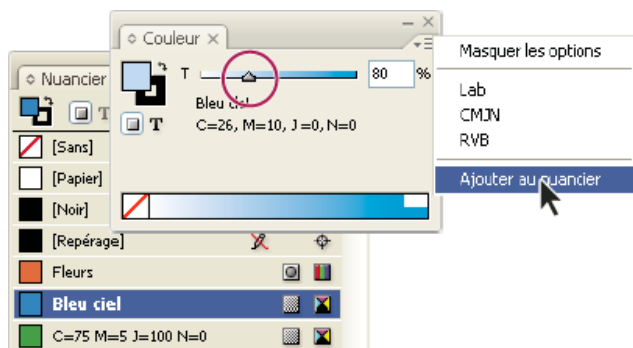 Couleur
T 80 %
Bleu ciel
T
C=26, M=10, J=0, N=0
Masquer les options
Lab
CMJN
RVB
Ajouter au nuancier
Nuancier
T
[Sans]
[Papier]
[Noir]
[Repérage]
Fleurs
Bleu ciel
C=75 M=5 J=100 N=0